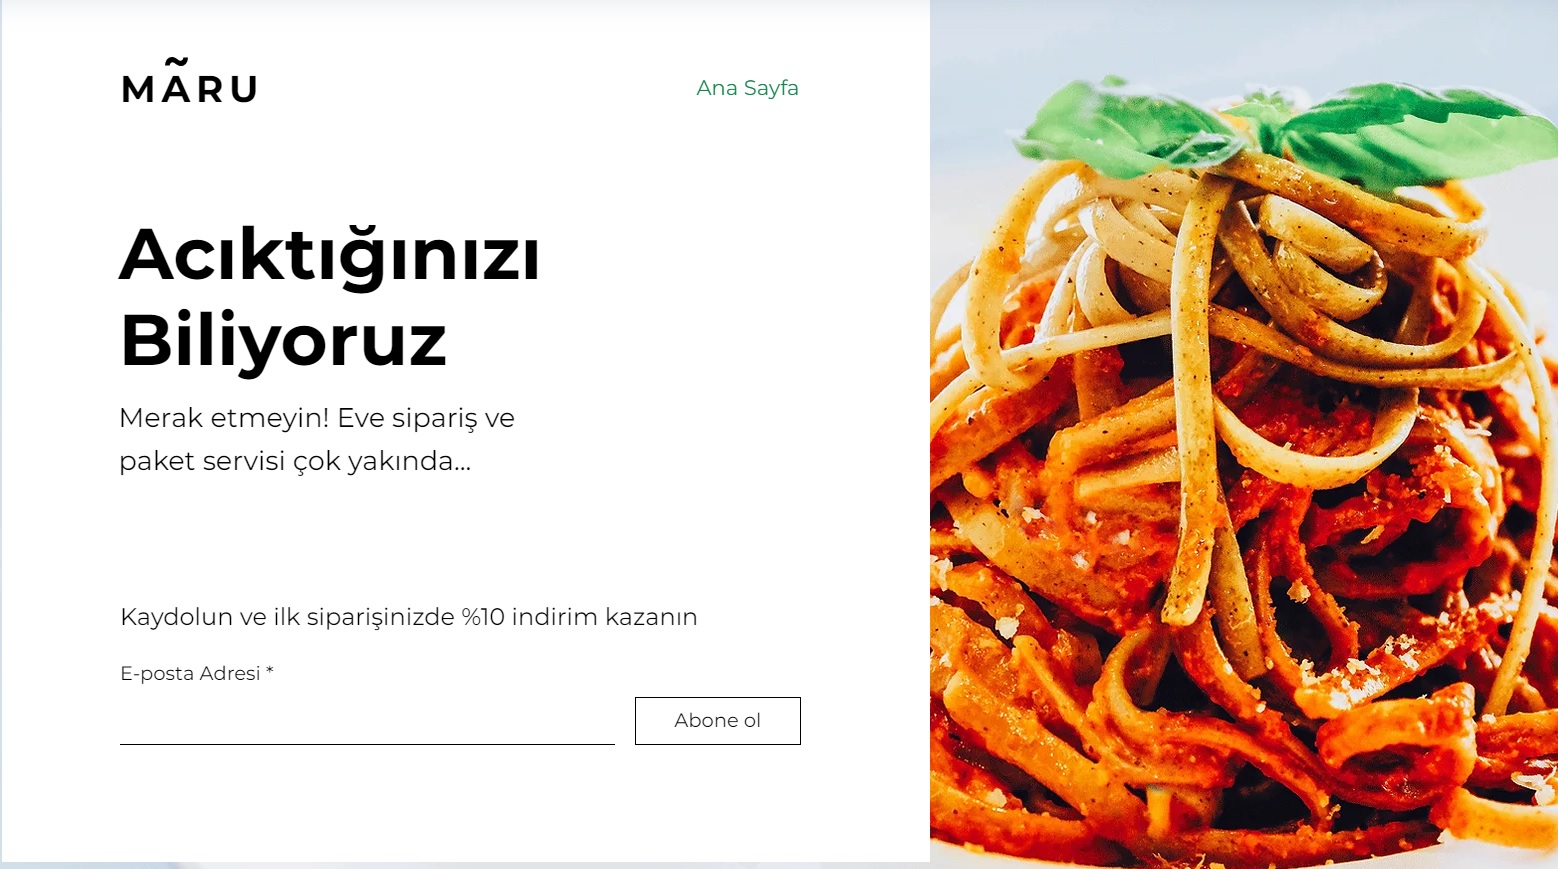 MÃRU
Ana Sayfa
Acıktığınızı
Biliyoruz
Merak etmeyin! Eve sipariş ve
paket servisi çok yakında...
Kaydolun ve ilk siparişinizde %10 indirim kazanın
E-posta Adresi *
Abone ol